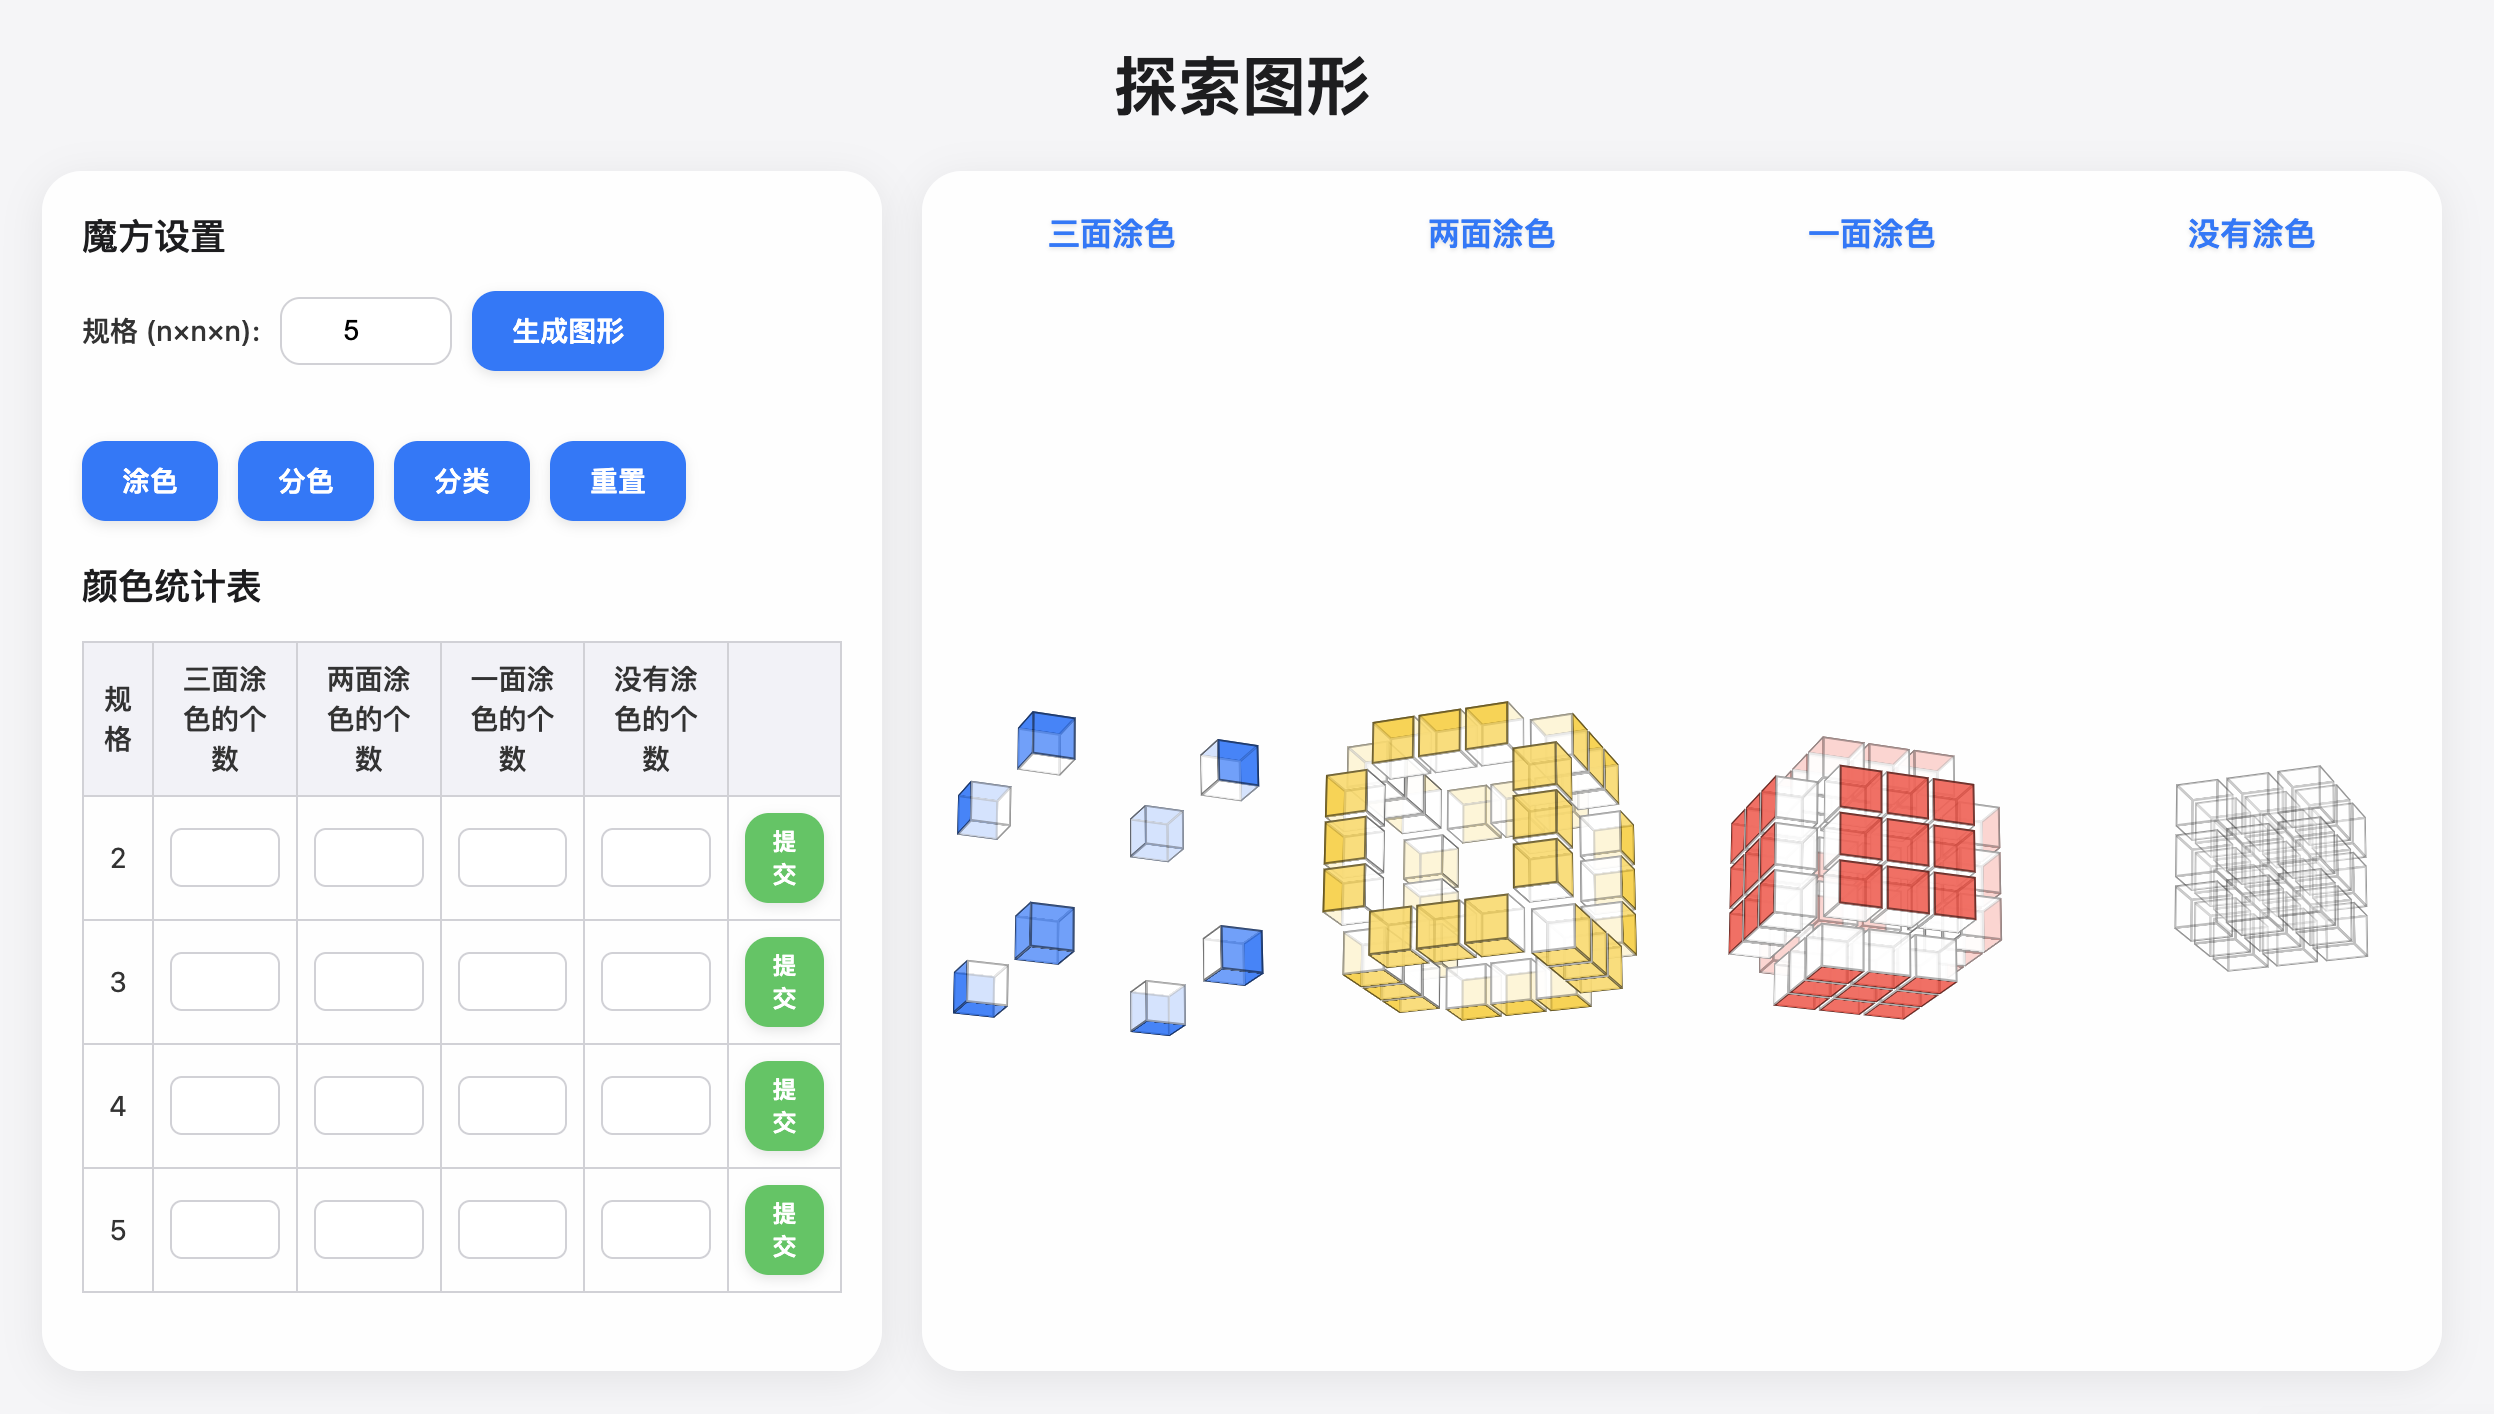 探索图形
魔方设置
规格 (n×n×n):
5
生成图形
涂色
分色
分类
重置
颜色统计表
规
格
三面涂
色的个
数
两面涂
色的个
数
一面涂
色的个
数
没有涂
色的个
数
2
提
交
3
提
交
4
提
交
5
提
交
三面涂色
两面涂色
一面涂色
没有涂色